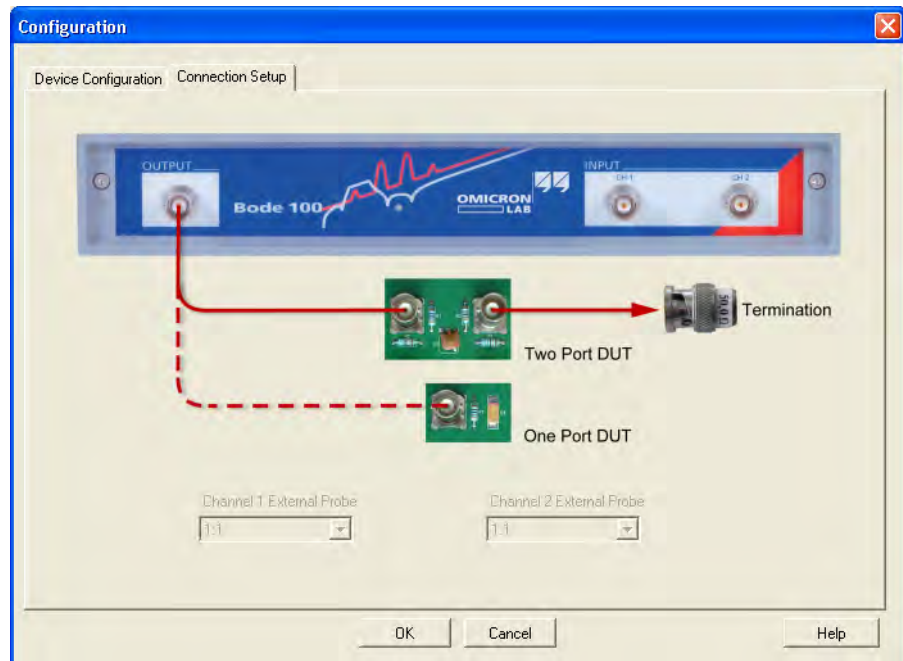 Configuration
Device Configuration
Connection Setup
OUTPUT
INPUT
CH 1
CH 2
Bode 100
OMICRON
LAB
Termination
Two Port DUT
One Port DUT
Channel 1 External Probe
Channel 2 External Probe
1:1
1:1
OK
Cancel
Help